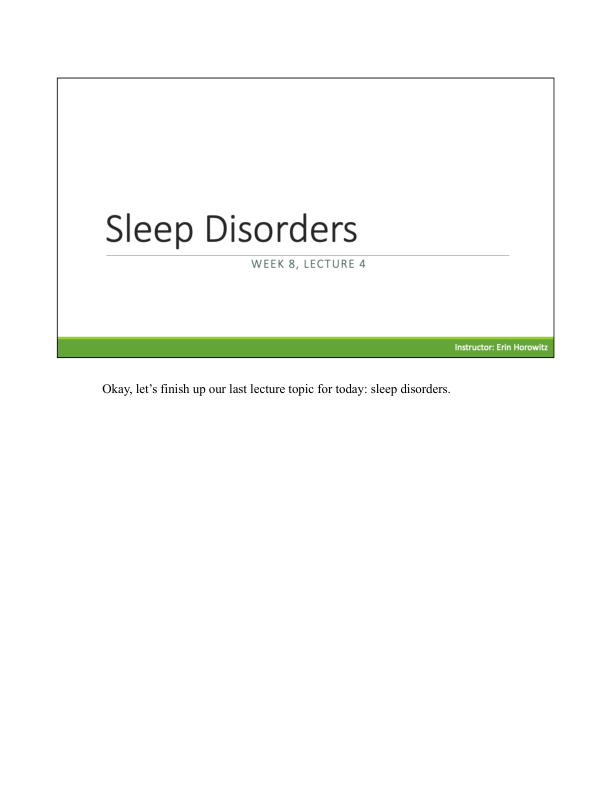 Sleep Disorders
WEEK 8, LECTURE 4
Instructor: Erin Horowitz
Okay, let’s finish up our last lecture topic for today: sleep disorders.